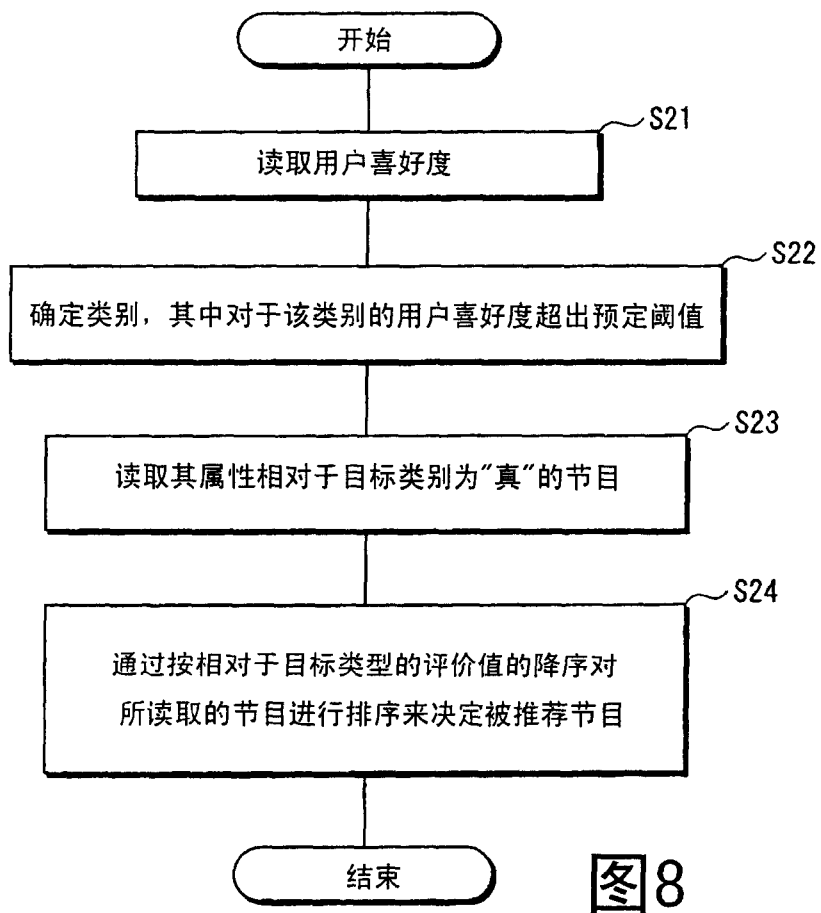 开始
S21
读取用户喜好度
S22
确定类别，其中对于该类别的用户喜好度超出预定阈值
S23
读取其属性相对于目标类别为"真"的节目
S24
通过按相对于目标类型的评价值的降序对
所读取的节目进行排序来决定被推荐节目
结束
图8